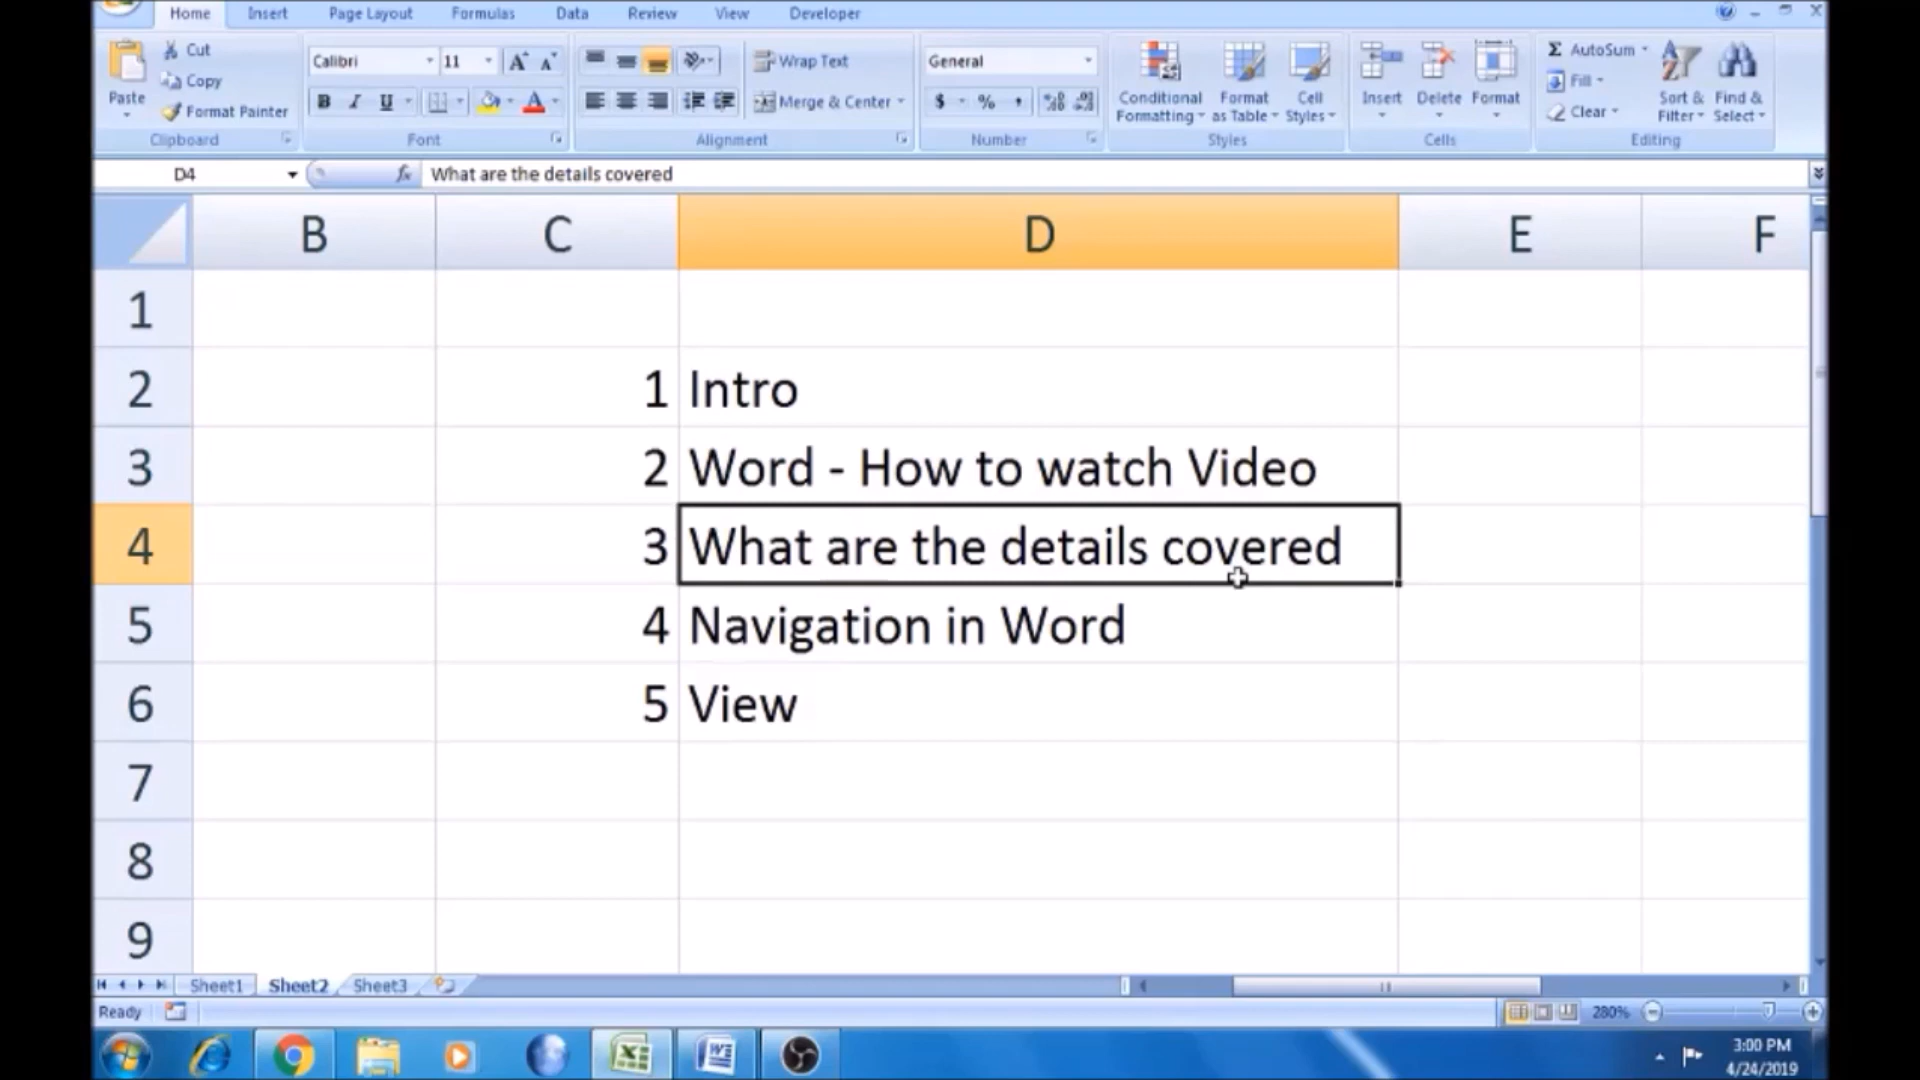 Home Insert Page Layout Formulas Data Review View Developer
Cut
Copy
Format Painter
Paste
Clipboard
Calibri 11
B I U
Font
Wrap Text
Merge & Center
Alignment
General
$ % ,
Number
Conditional Formatting
Format as Table
Cell Styles
Styles
Insert Delete Format
Cells
AutoSum
Fill
Clear
Sort & Filter
Find & Select
Editing
D4 fx What are the details covered
B C D E F
1
2 1 Intro
3 2 Word - How to watch Video
4 3 What are the details covered
5 4 Navigation in Word
6 5 View
7
8
9
Sheet1 Sheet2 Sheet3
Ready 280%
3:00 PM
4/24/2019